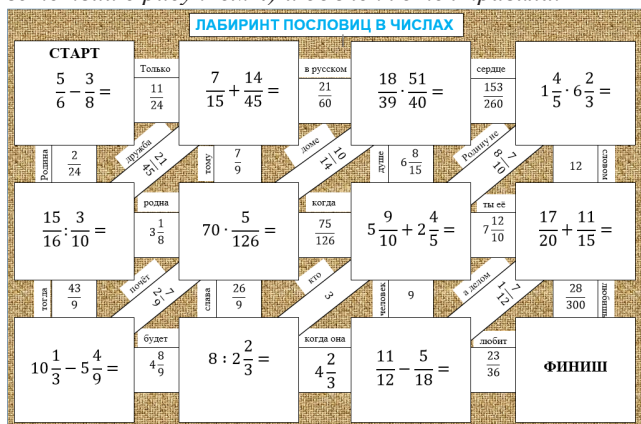 ЛАБИРИНТ ПОСЛОВИЦ В ЧИСЛАХ
СТАРТ
5/6 − 3/8 =
Только
11/24
7/15 + 14/45 =
в русском
21/60
18/39 · 51/40 =
сердце
153/260
1 4/5 · 6 2/3 =
Родина
2/24
дружба
21/45
тому
7/9
доме
10/14
душе
6 8/15
Родину не
8 7/10
словом
12
15/16 : 3/10 =
родна
3 1/8
70 · 5/126 =
когда
75/126
5 9/10 + 2 4/5 =
ты её
7 12/10
17/20 + 11/15 =
тогда
43/9
почёт
2 7/9
слава
26/9
кто
3
человек
9
а делом
1 7/12
любишь
28/300
10 1/3 − 5 4/9 =
будет
4 8/9
8 : 2 2/3 =
когда она
4 2/3
11/12 − 5/18 =
любит
23/36
ФИНИШ